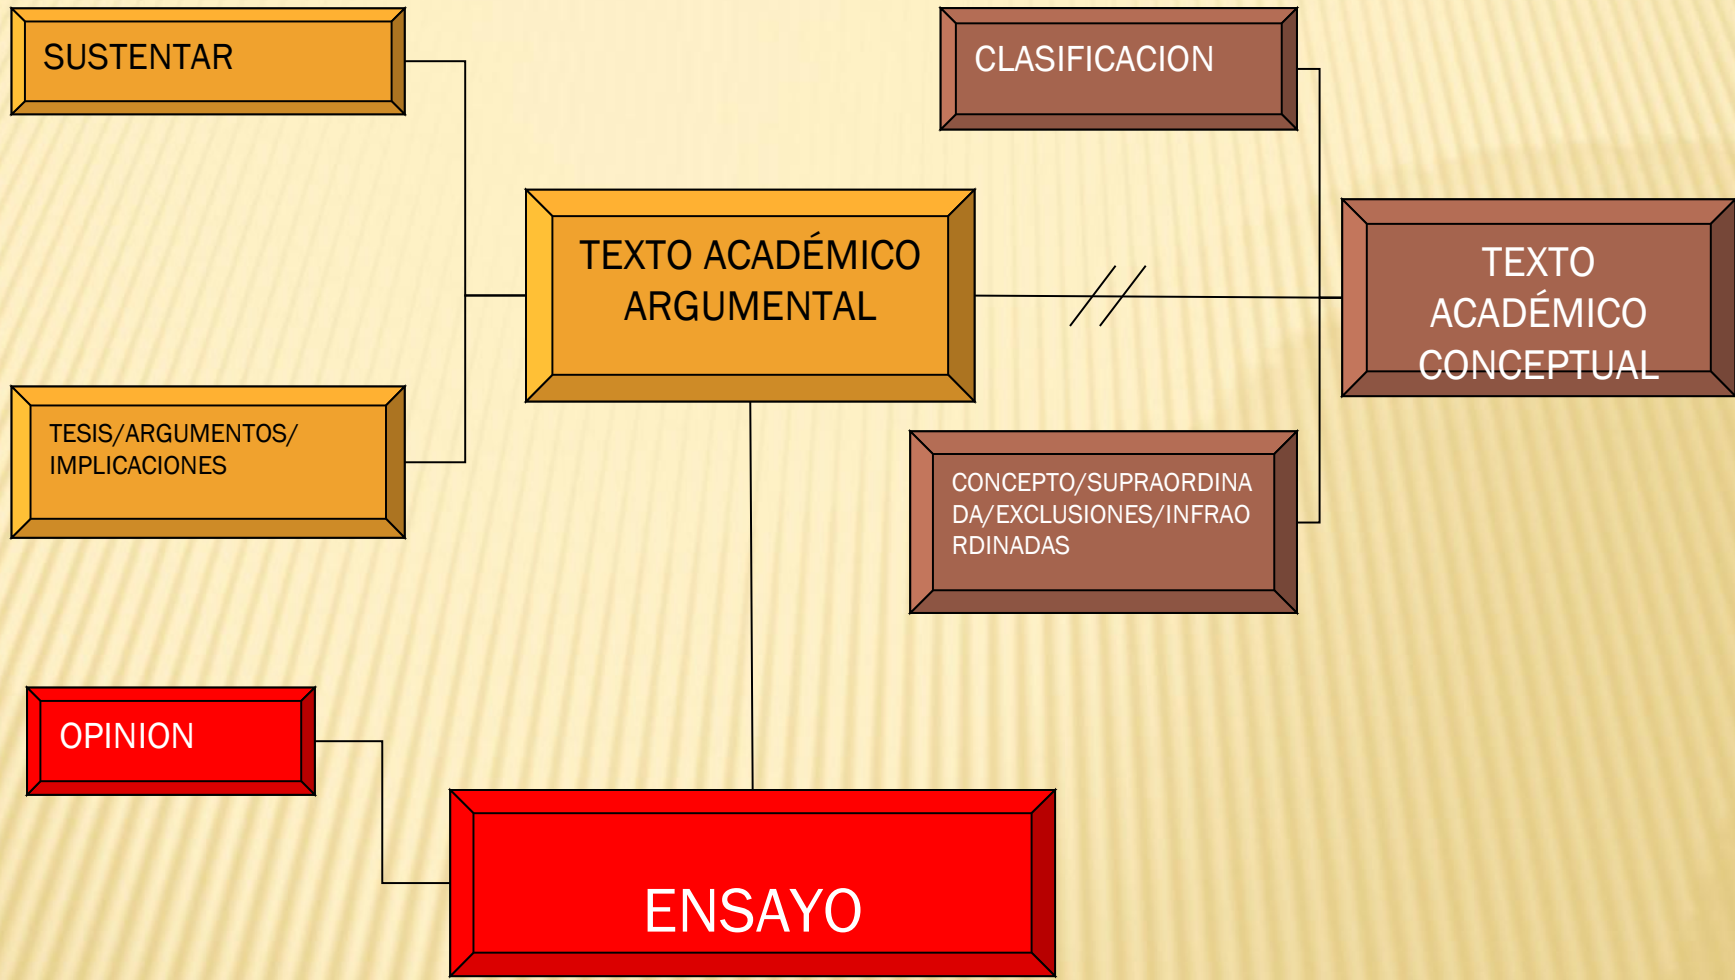 SUSTENTAR
CLASIFICACION
TEXTO ACADÉMICO
ARGUMENTAL
TEXTO
ACADÉMICO
CONCEPTUAL
TESIS/ARGUMENTOS/
IMPLICACIONES
CONCEPTO/SUPRAORDINA
DA/EXCLUSIONES/INFRAO
RDINADAS
OPINION
ENSAYO